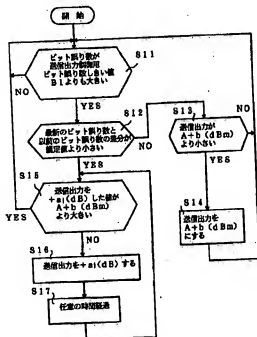 開 始
S11
ビット誤り数が
送信出力制御用
ビット誤り数しきい値
B1よりも大きい
NO
YES
S12
最新のビット誤り数と
以前のビット誤り数の差分が
規定値より小さい
NO
YES
S13
送信出力が
A+b(dBm)
より小さい
NO
YES
S14
送信出力を
A+b(dBm)
にする
S15
送信出力を
+a1(dB)した値が
A+b(dBm)
より大きい
YES
NO
S16
送信出力を+a1(dB)する
S17
任意の時間経過